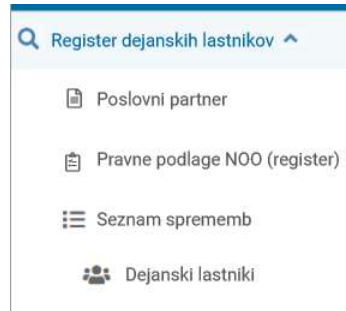 Register dejanskih lastnikov
Poslovni partner
Pravne podlage NOO (register)
Seznam sprememb
Dejanski lastniki